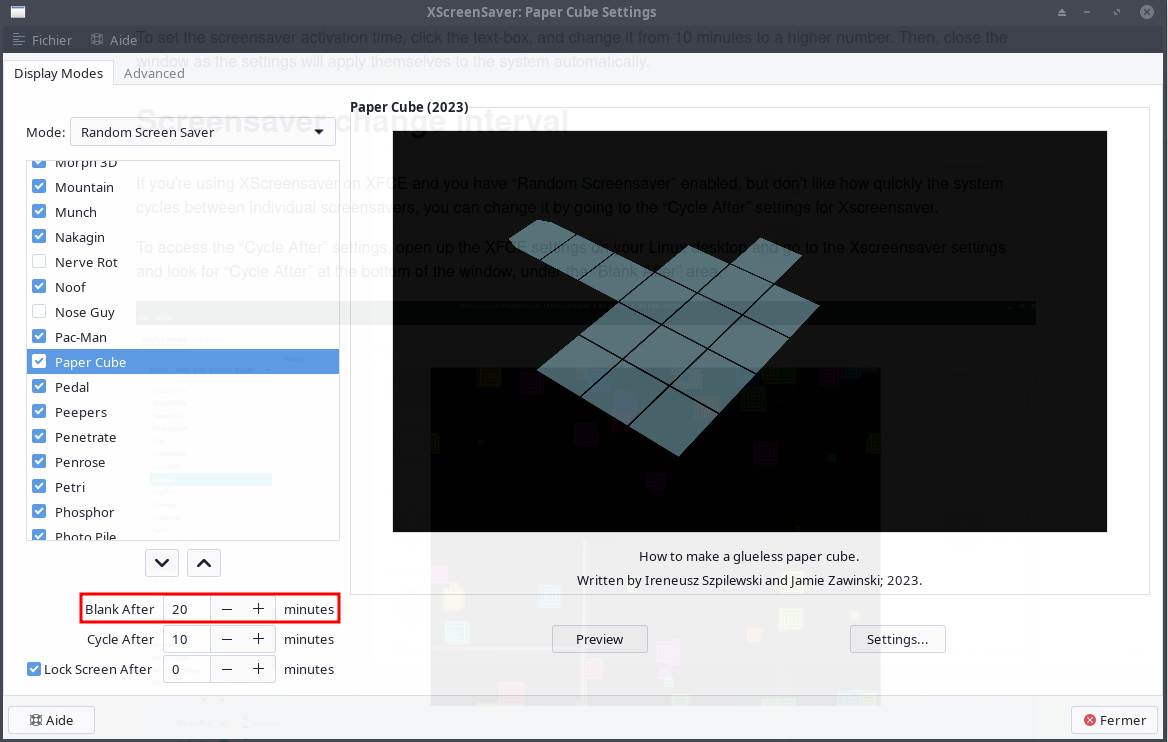 XScreenSaver: Paper Cube Settings
Fichier Aide
To set the screensaver activation time, click the text-box, and change it from 10 minutes to a higher number. Then, close the
window as the settings will apply themselves to the system automatically.
Display Modes Advanced
Paper Cube (2023)
Screensaver change interval
Mode: Random Screen Saver
Morph 3D
If you're using XScreensaver on XFCE and you have “Random Screensaver” enabled, but don't like how quickly the system
cycles between individual screensavers, you can change it by going to the “Cycle After” settings for Xscreensaver.
To access the “Cycle After” settings, open up the XFCE settings on your Linux desktop and go to the Xscreensaver settings
and look for “Cycle After” at the bottom of the window, under the “Blank After” area.
Mountain
Munch
Nakagin
Nerve Rot
Noof
Nose Guy
Pac-Man
Paper Cube
Pedal
Peepers
Penetrate
Penrose
Petri
Phosphor
Photo Pile
How to make a glueless paper cube.
Written by Ireneusz Szpilewski and Jamie Zawinski; 2023.
Blank After 20 − + minutes
Cycle After 10 − + minutes
Lock Screen After 0 − + minutes
Preview Settings...
Aide Fermer